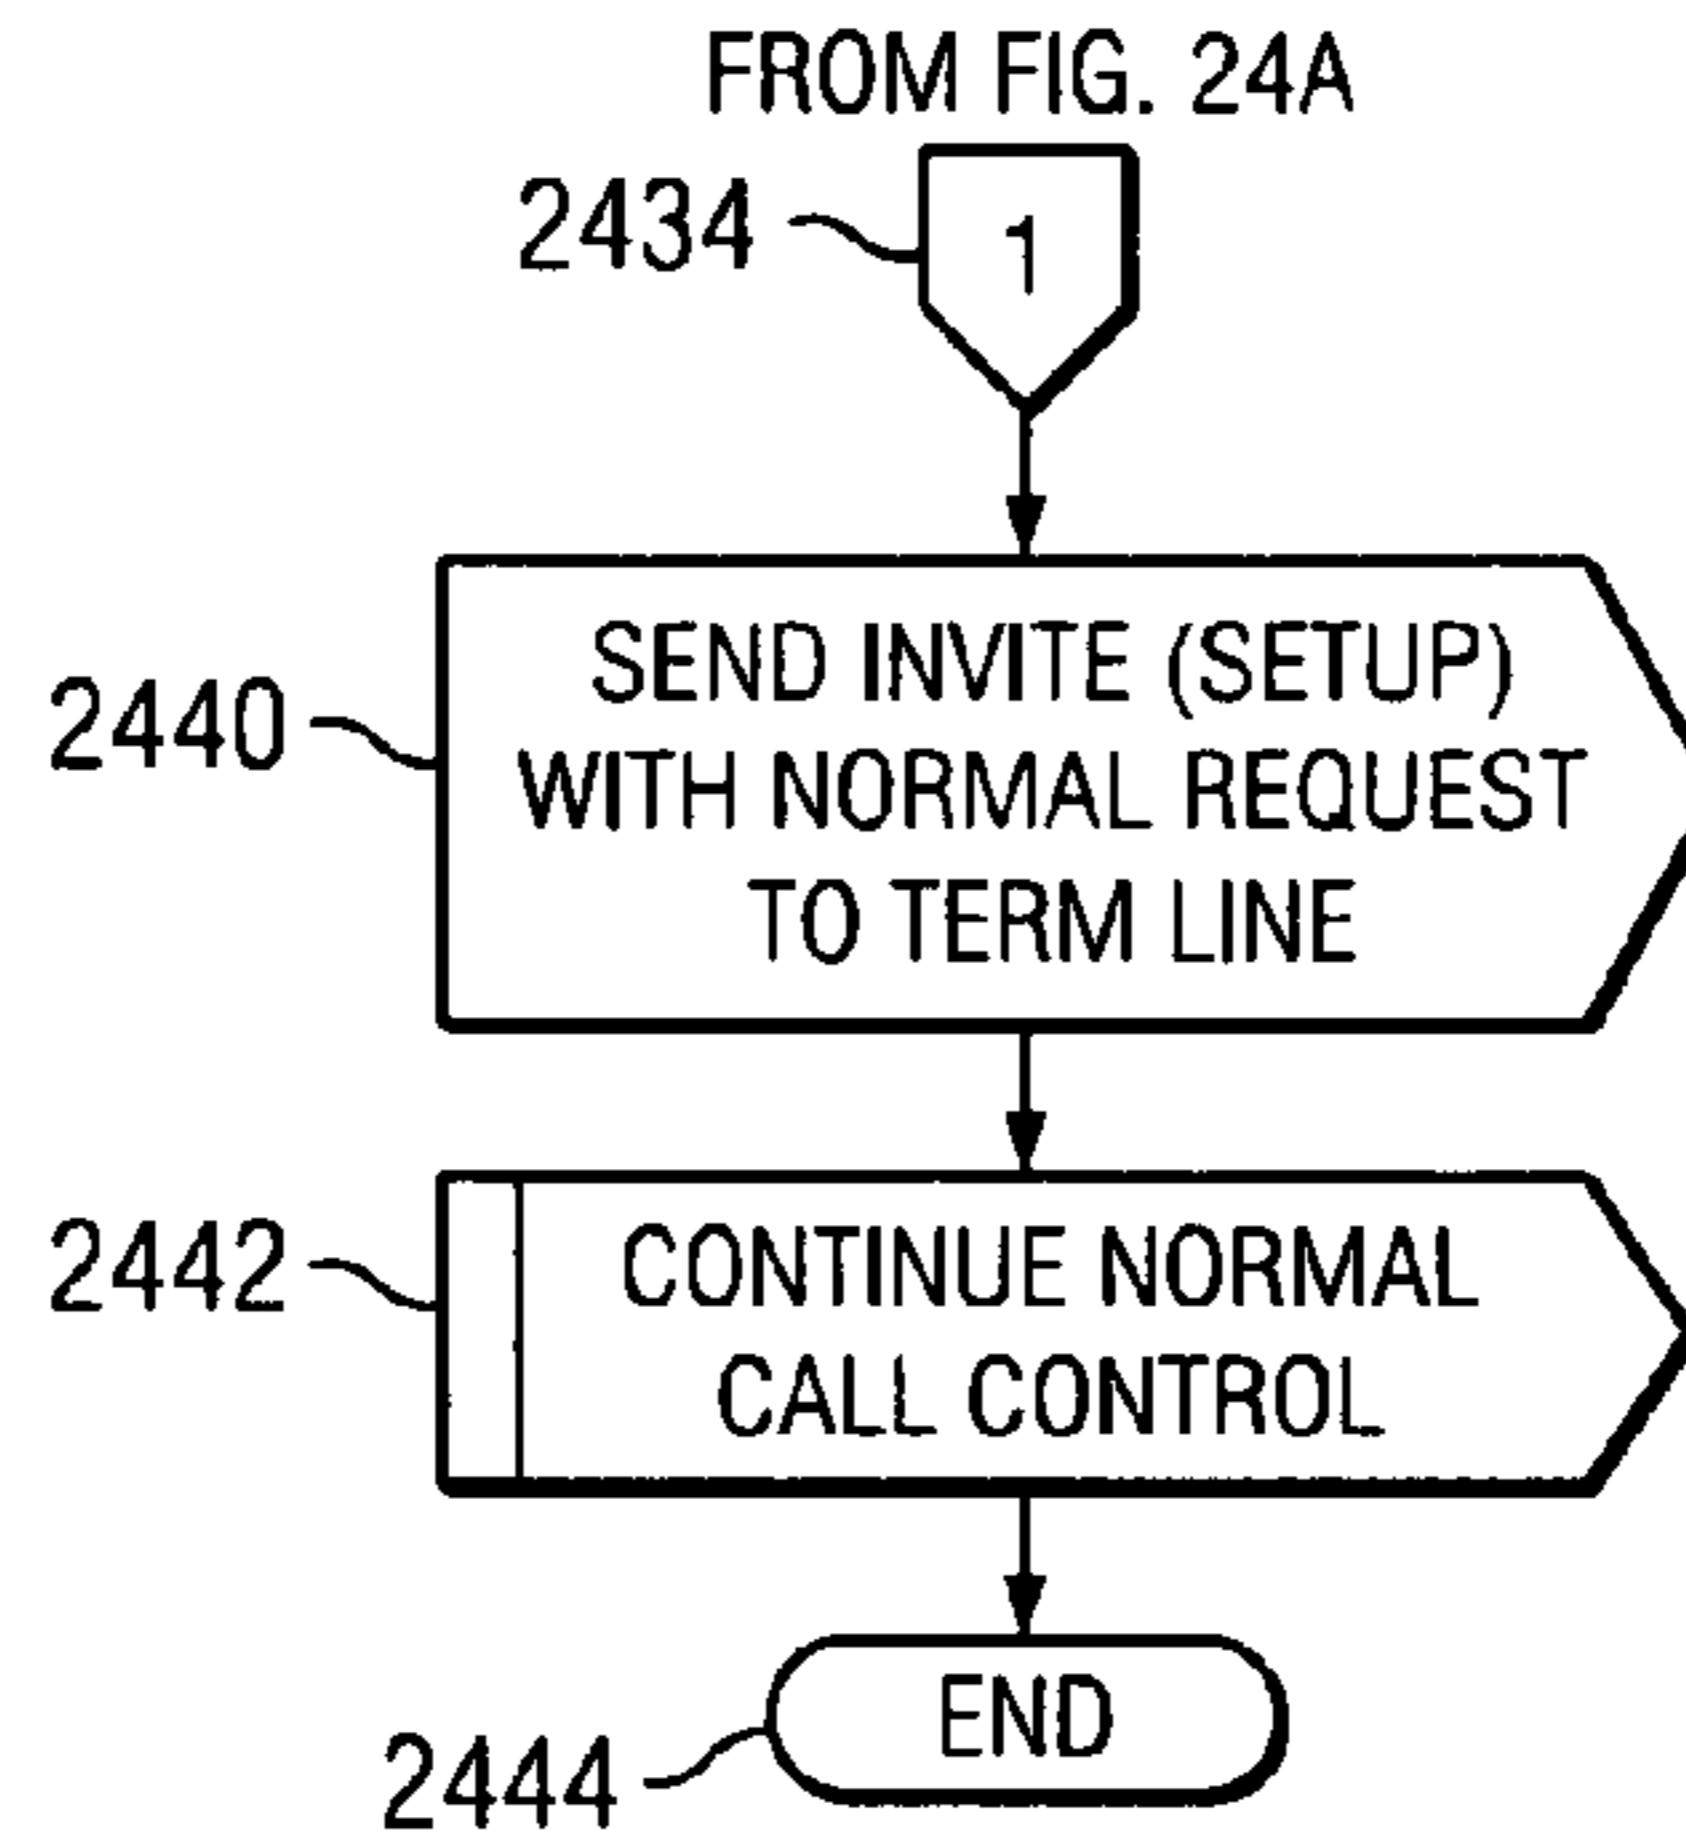 FROM FIG. 24A
2434
1
2440
SEND INVITE (SETUP)
WITH NORMAL REQUEST
TO TERM LINE
2442
CONTINUE NORMAL
CALL CONTROL
END
2444